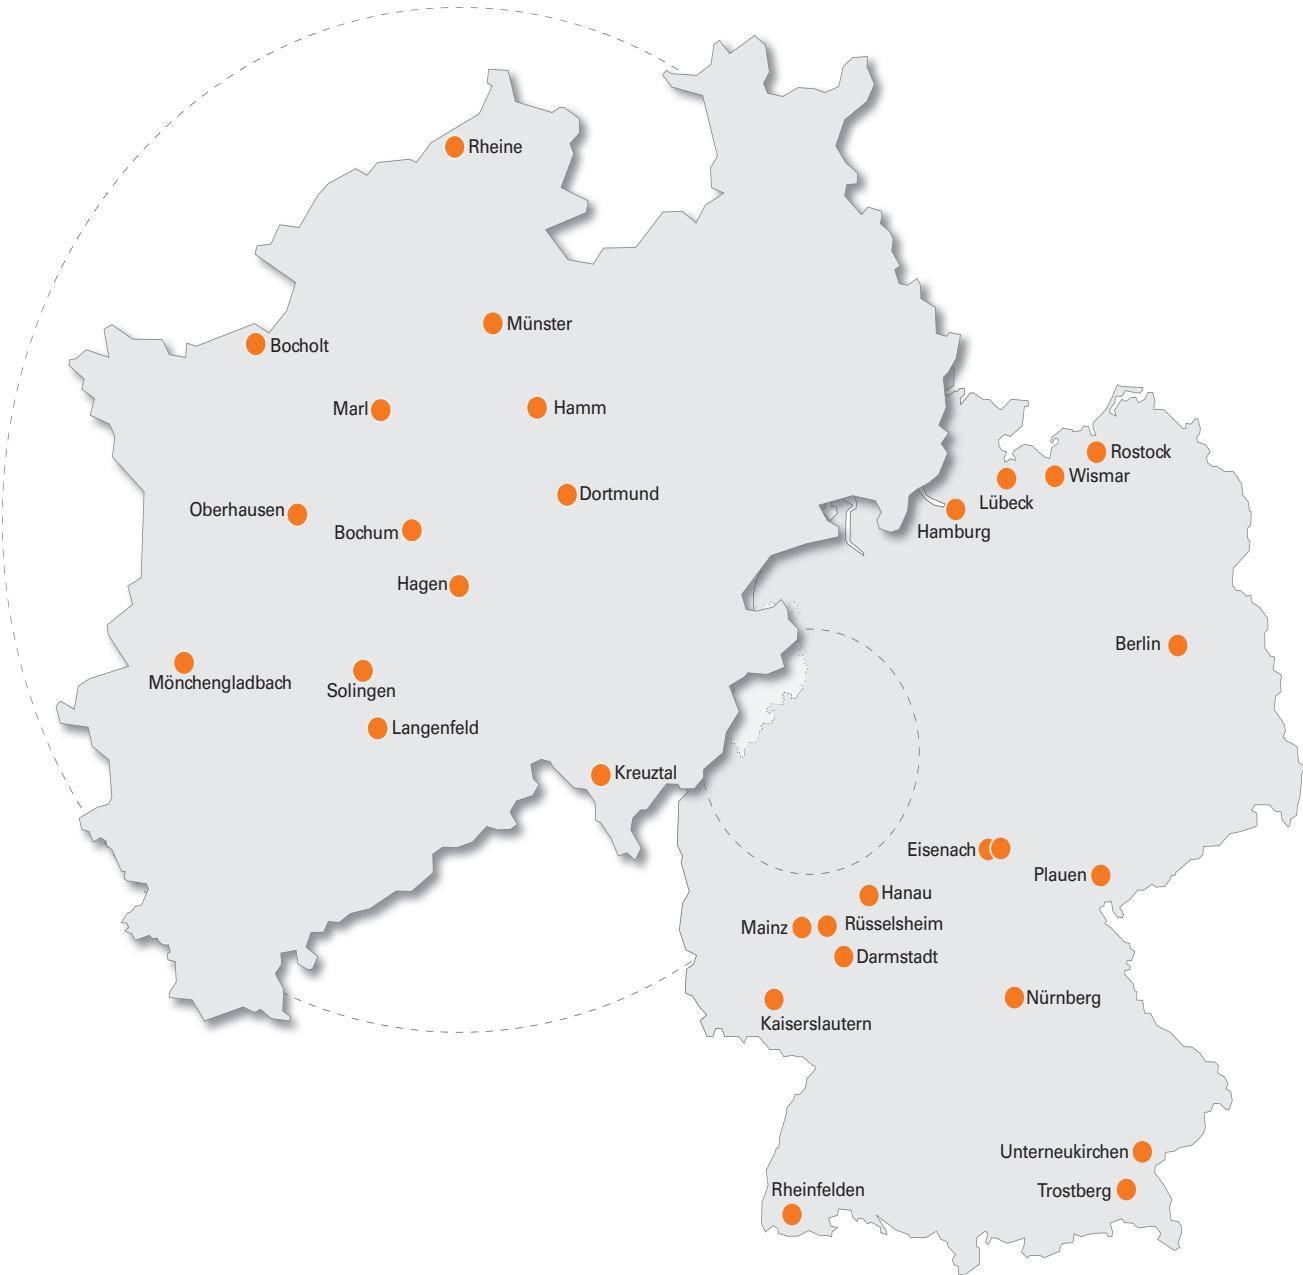 Rheine
Münster
Bocholt
Marl
Hamm
Dortmund
Oberhausen
Bochum
Hagen
Mönchengladbach
Solingen
Langenfeld
Kreuztal
Rostock
Wismar
Lübeck
Hamburg
Berlin
Eisenach
Plauen
Hanau
Rüsselsheim
Mainz
Darmstadt
Nürnberg
Kaiserslautern
Unterneukirchen
Trostberg
Rheinfelden